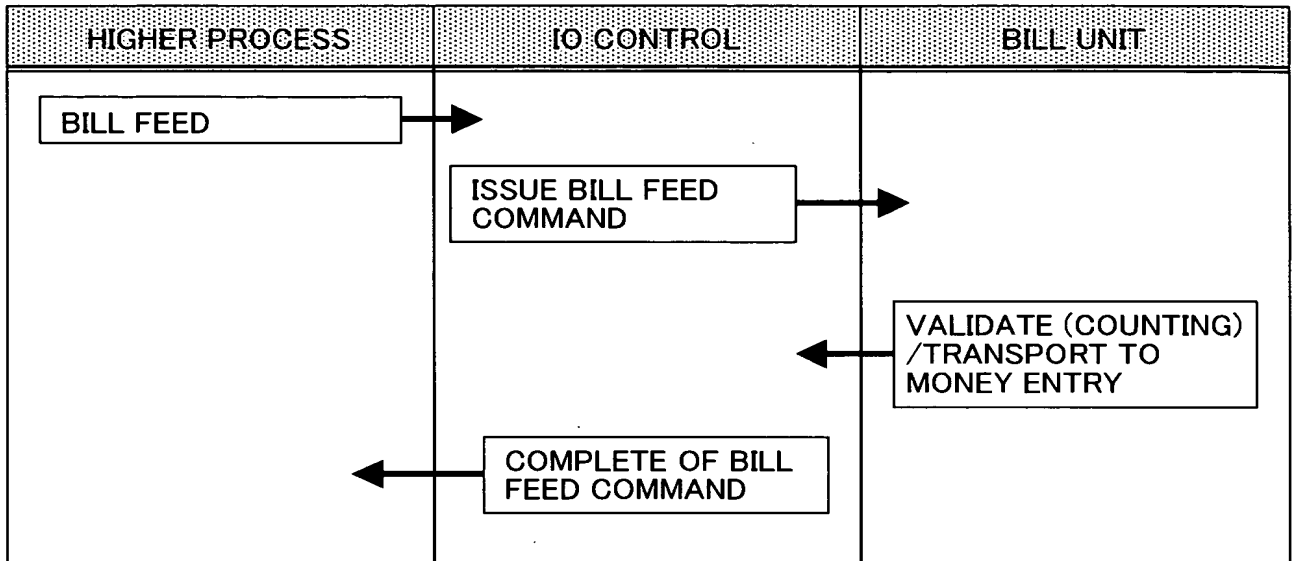 HIGHER PROCESS
IO CONTROL
BILL UNIT
BILL FEED
ISSUE BILL FEED
COMMAND
VALIDATE (COUNTING)
/TRANSPORT TO
MONEY ENTRY
COMPLETE OF BILL
FEED COMMAND